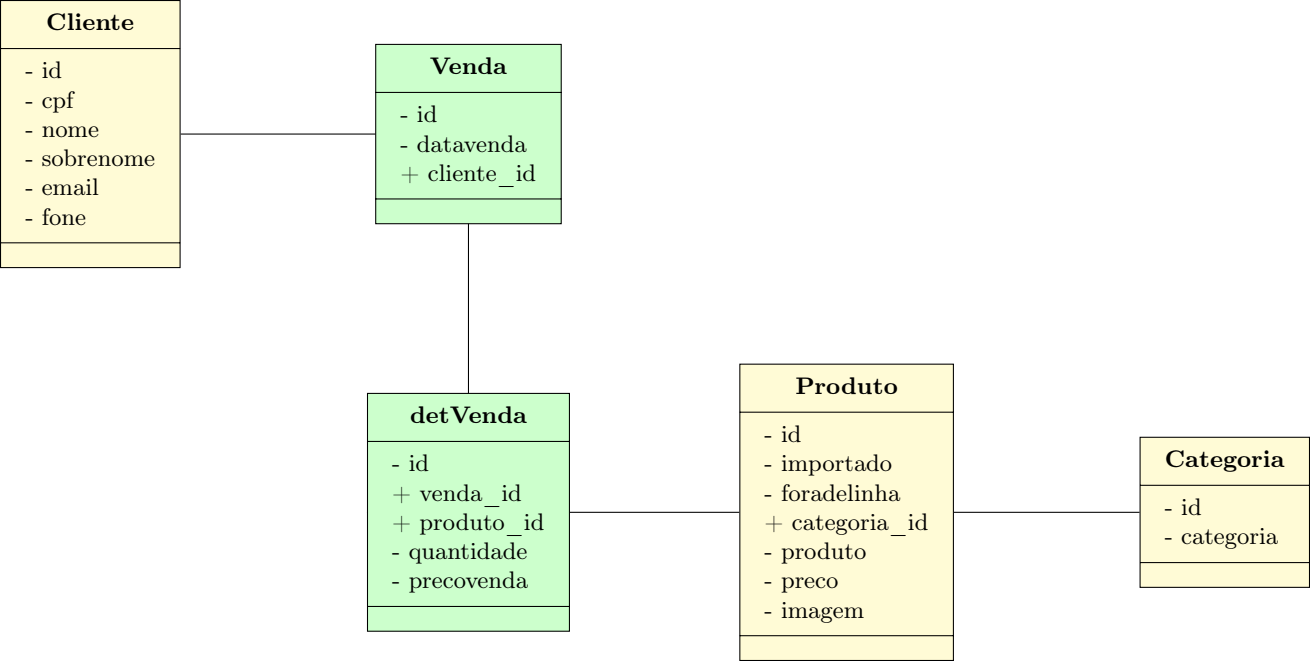 Cliente
- id
- cpf
- nome
- sobrenome
- email
- fone
Venda
- id
- datavenda
+ cliente_id
detVenda
- id
+ venda_id
+ produto_id
- quantidade
- precovenda
Produto
- id
- importado
- foradelinha
+ categoria_id
- produto
- preco
- imagem
Categoria
- id
- categoria